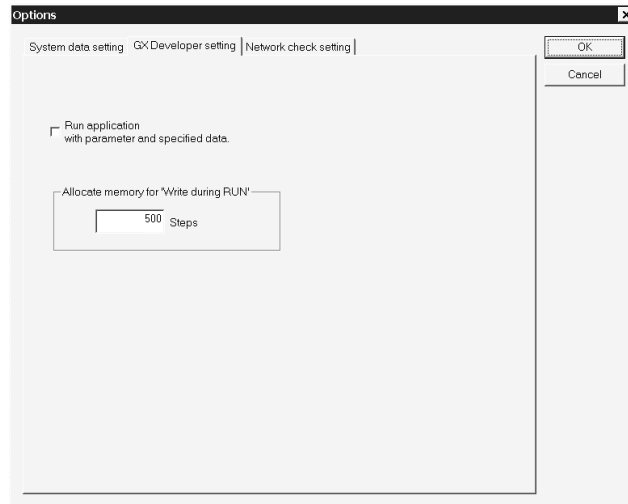 Options
System data setting
GX Developer setting
Network check setting
OK
Cancel
Run application
with parameter and specified data.
Allocate memory for 'Write during RUN'
500 Steps